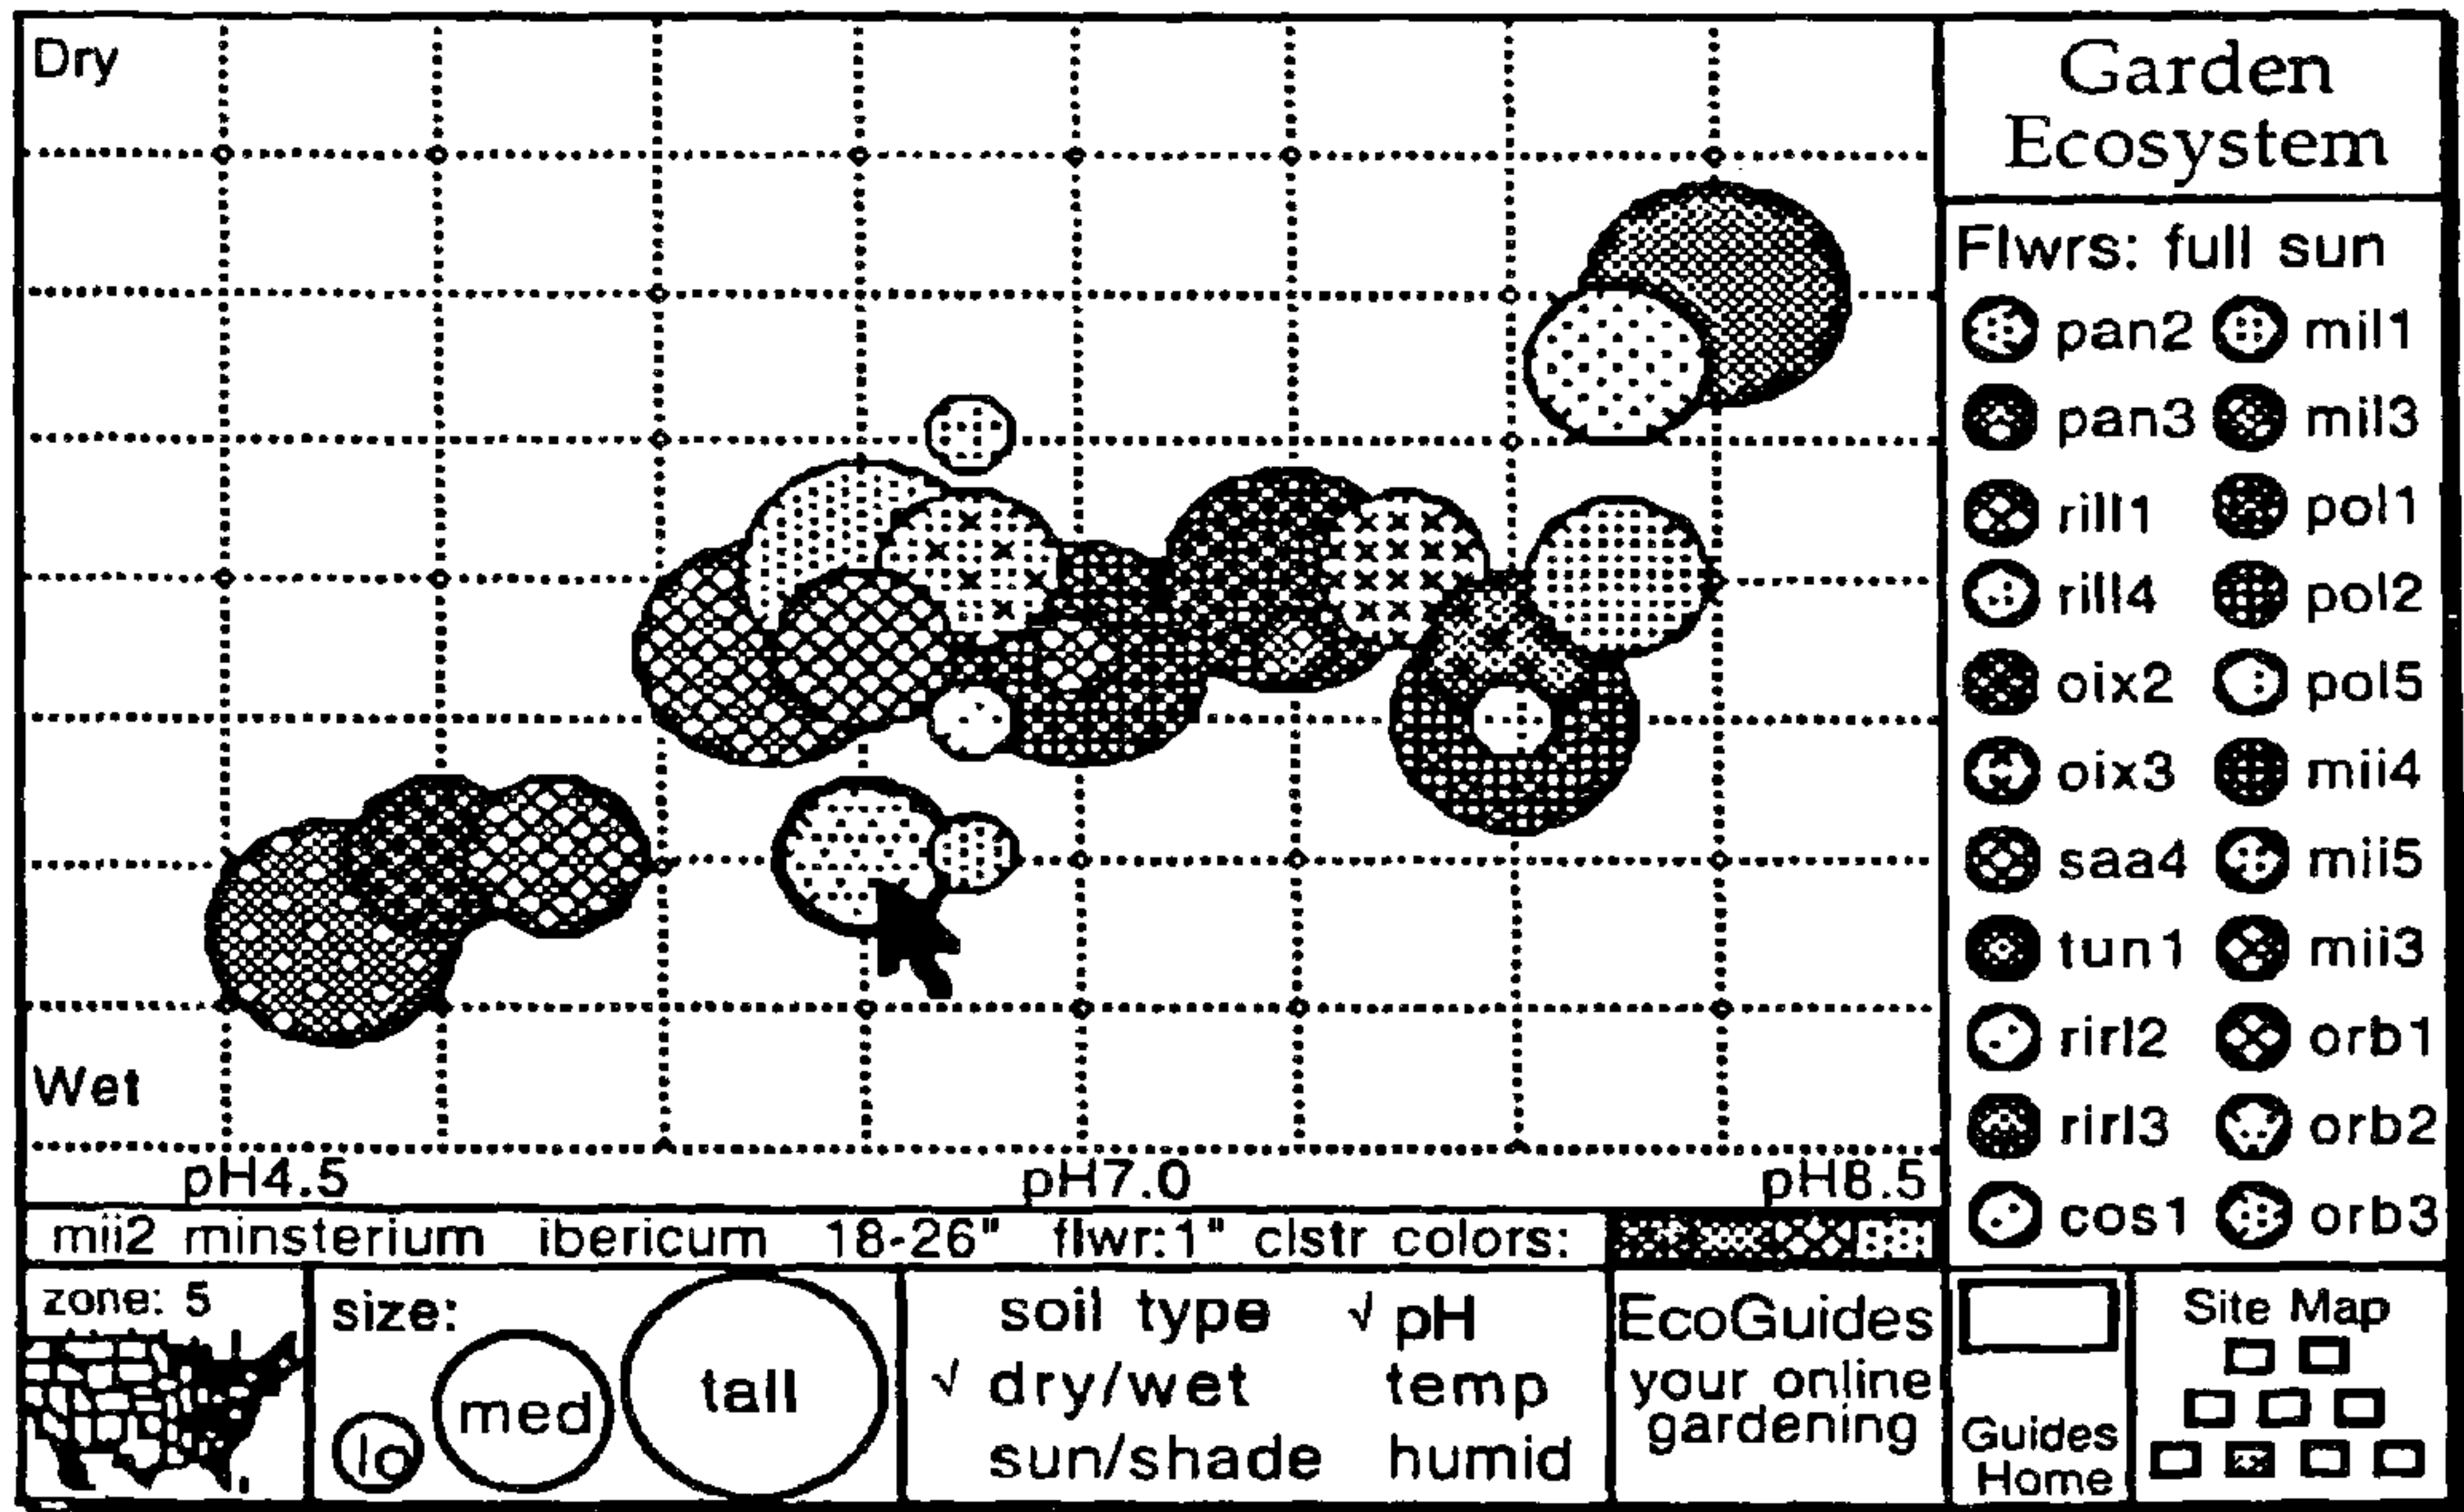 Dry
Wet
pH4.5 pH7.0 pH8.5
Garden
Ecosystem
Flwrs: full sun
pan2 mil1
pan3 mil3
rill1 pol1
rill4 pol2
oix2 pol5
oix3 mii4
saa4 mii5
tun1 mii3
rirl2 orb1
rirl3 orb2
cos1 orb3
mii2 minsterium ibericum 18-26" flwr:1" clstr colors:
zone: 5
size:
lo med tall
soil type √ pH
√ dry/wet temp
sun/shade humid
EcoGuides
your online
gardening
Guides
Home
Site Map